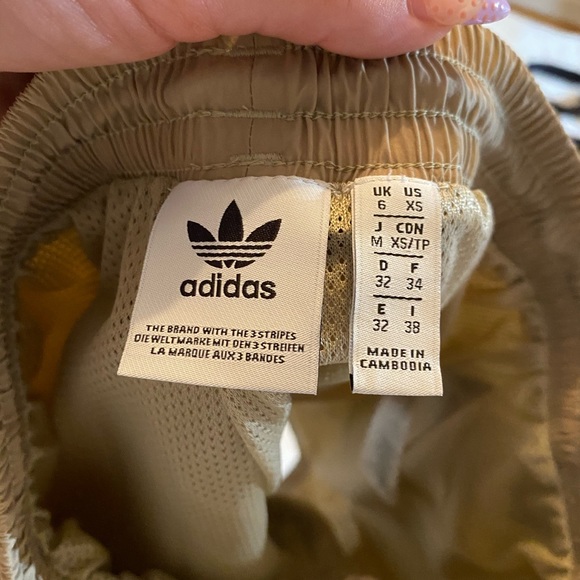 adidas
THE BRAND WITH THE 3 STRIPES
DIE WELTMARKE MIT DEN 3 STREIFEN
LA MARQUE AUX 3 BANDES
UK US
6 XS
J CDN
M XS/TP
D F
32 34
E I
32 38
MADE IN
CAMBODIA